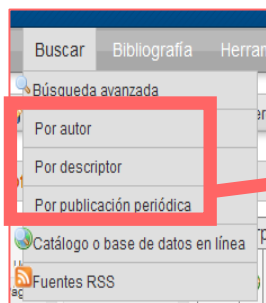 Buscar Bibliografía Herrar
Búsqueda avanzada
Por autor
Por descriptor
Por publicación periódica
Catálogo o base de datos en línea
Fuentes RSS